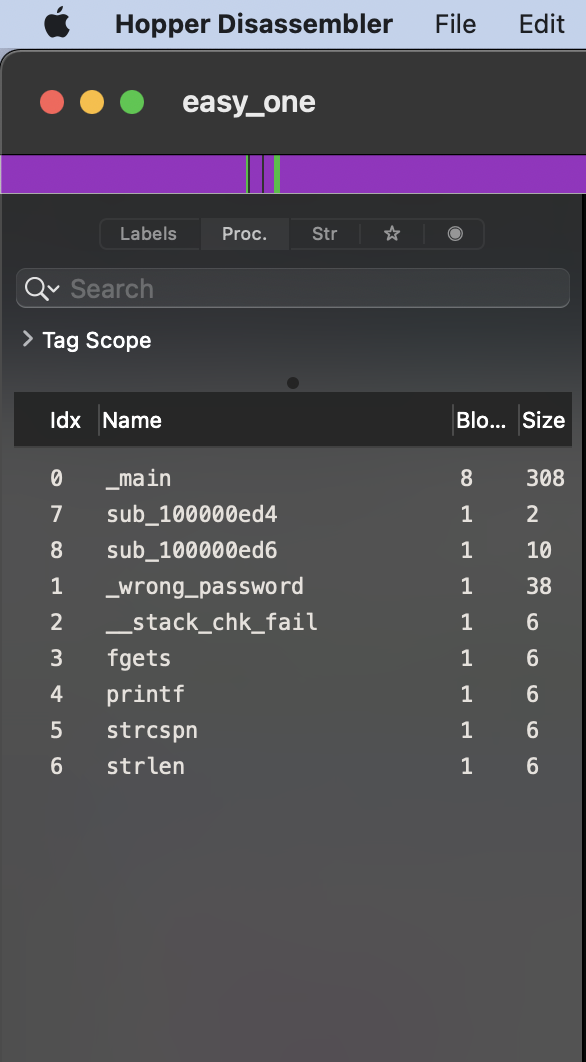 Hopper Disassembler File Edit
easy_one
Labels Proc. Str
Search
Tag Scope
Idx Name Blo... Size
0 _main 8 308
7 sub_100000ed4 1 2
8 sub_100000ed6 1 10
1 _wrong_password 1 38
2 __stack_chk_fail 1 6
3 fgets 1 6
4 printf 1 6
5 strcspn 1 6
6 strlen 1 6